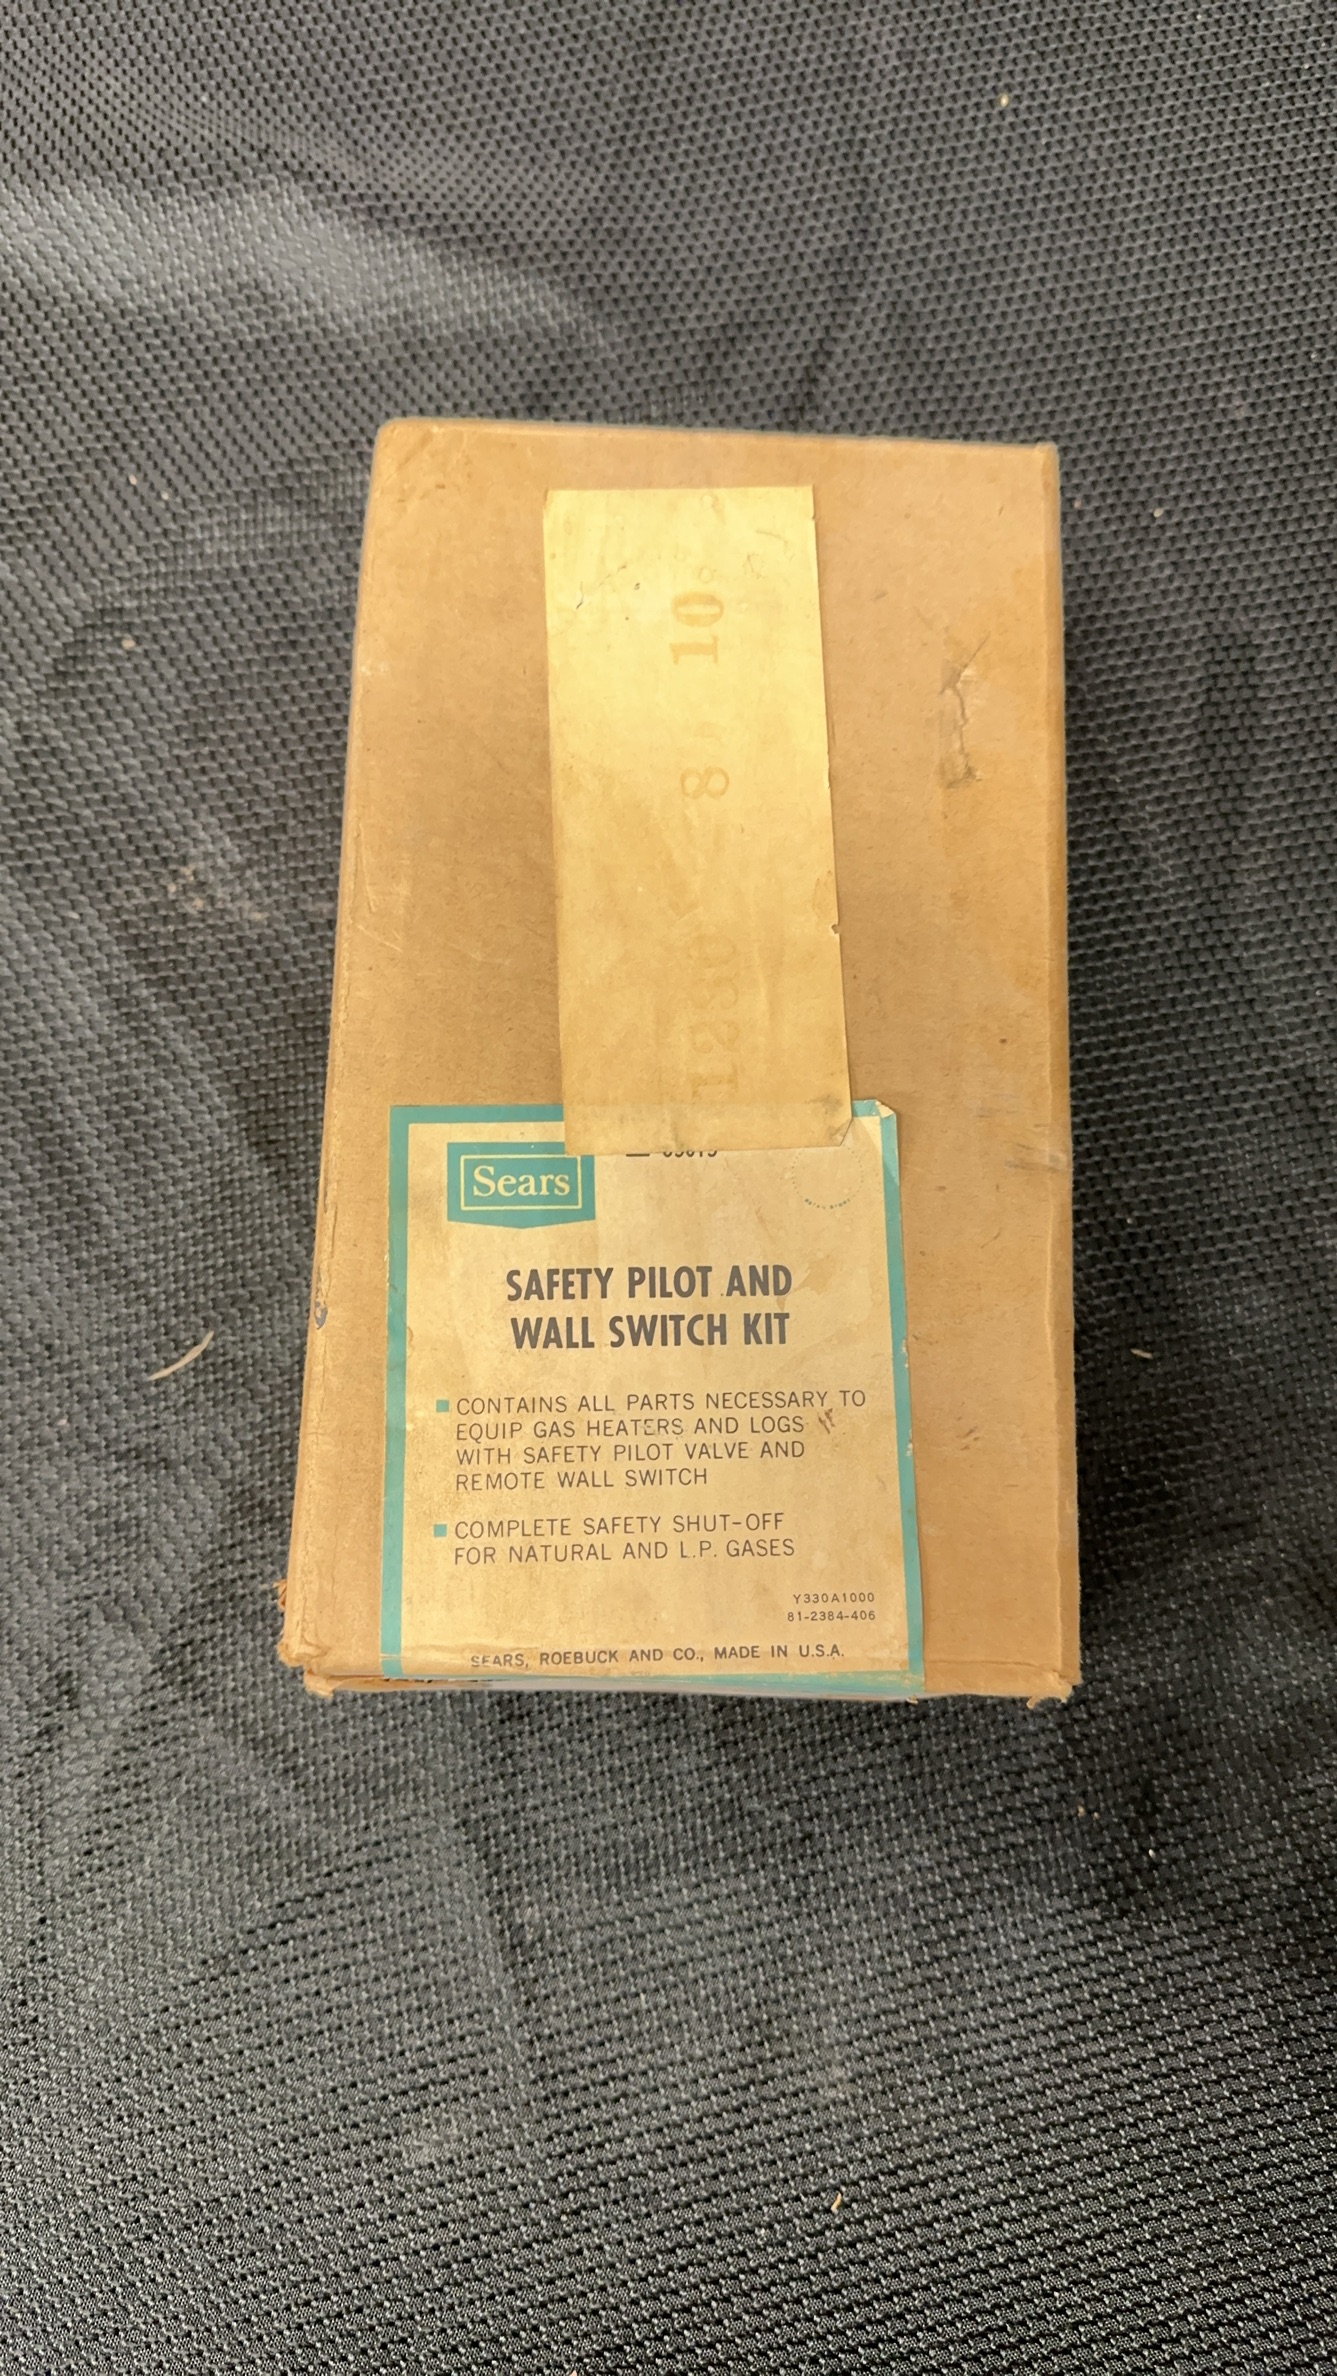 10
8
Sears
SAFETY PILOT AND
WALL SWITCH KIT
CONTAINS ALL PARTS NECESSARY TO
EQUIP GAS HEATERS AND LOGS
WITH SAFETY PILOT VALVE AND
REMOTE WALL SWITCH
COMPLETE SAFETY SHUT-OFF
FOR NATURAL AND L.P. GASES
Y330A1000
81-2384-406
SEARS, ROEBUCK AND CO., MADE IN U.S.A.